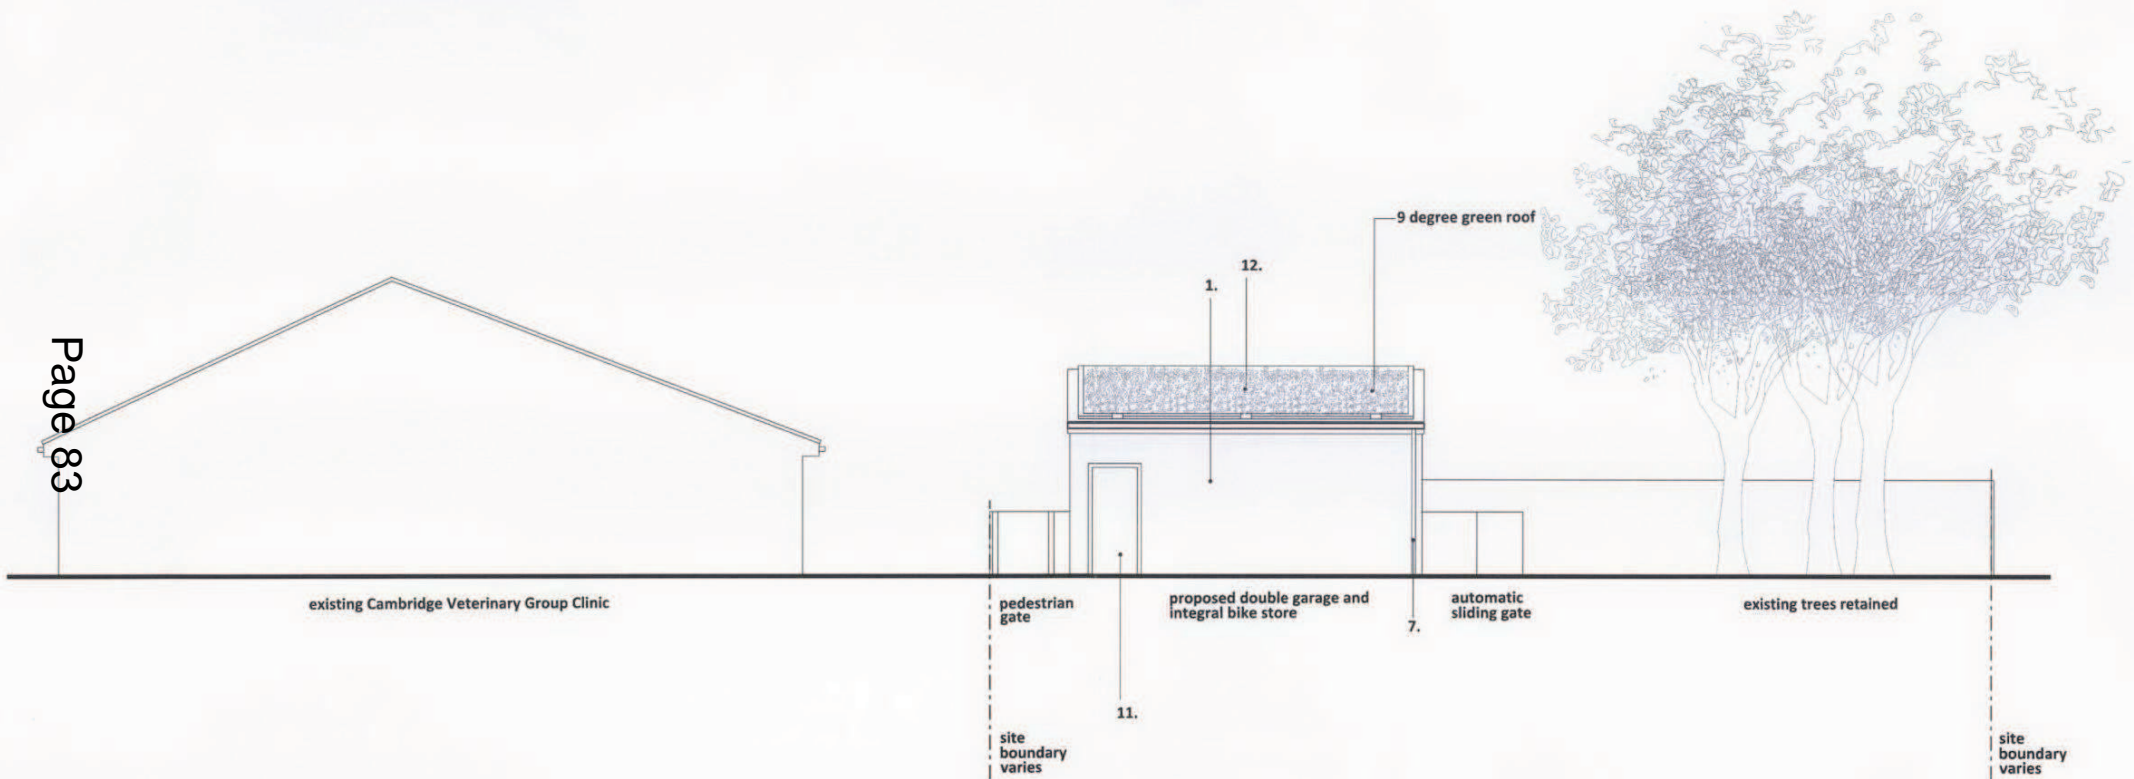 Page 83
9 degree green roof
12.
1.
existing Cambridge Veterinary Group Clinic
pedestrian
gate
proposed double garage and
integral bike store
7.
automatic
sliding gate
existing trees retained
11.
site
boundary
varies
site
boundary
varies